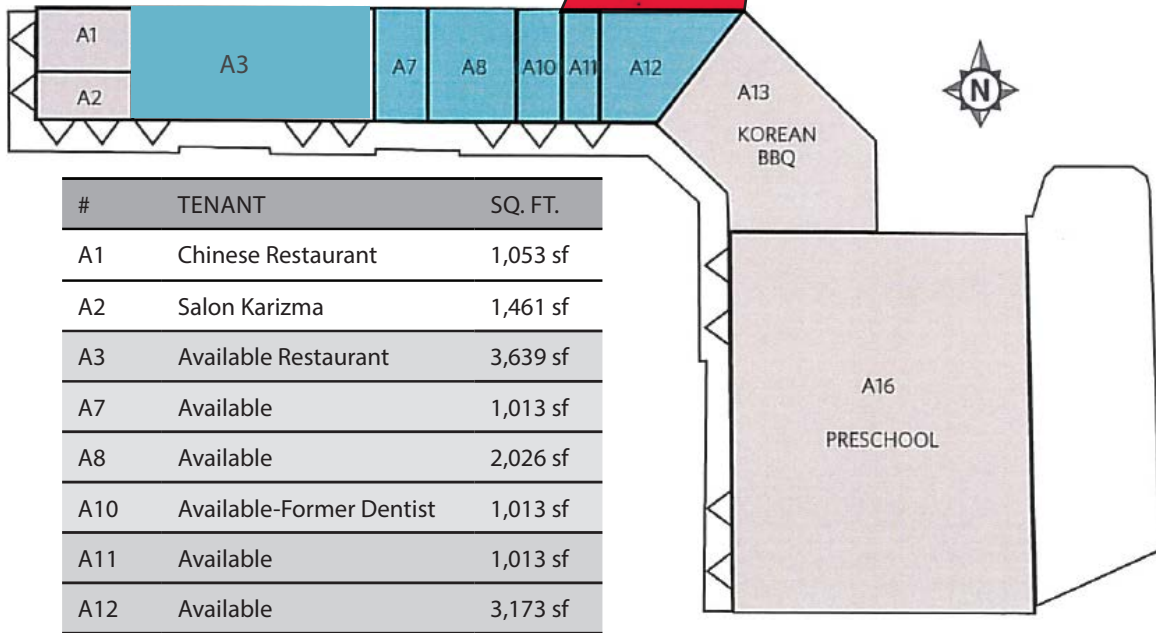 A1
A2
A3
A7
A8
A10
A11
A12
A13
KOREAN
BBQ
N
# TENANT SQ. FT.
A1 Chinese Restaurant 1,053 sf
A2 Salon Karizma 1,461 sf
A3 Available Restaurant 3,639 sf
A7 Available 1,013 sf
A8 Available 2,026 sf
A10 Available-Former Dentist 1,013 sf
A11 Available 1,013 sf
A12 Available 3,173 sf
A16
PRESCHOOL